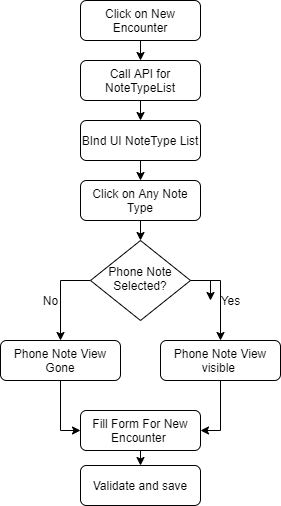 Click on New
Encounter
Call API for
NoteTypeList
BInd UI NoteType List
Click on Any Note
Type
Phone Note
Selected?
No
Yes
Phone Note View
Gone
Phone Note View
visible
Fill Form For New
Encounter
Validate and save